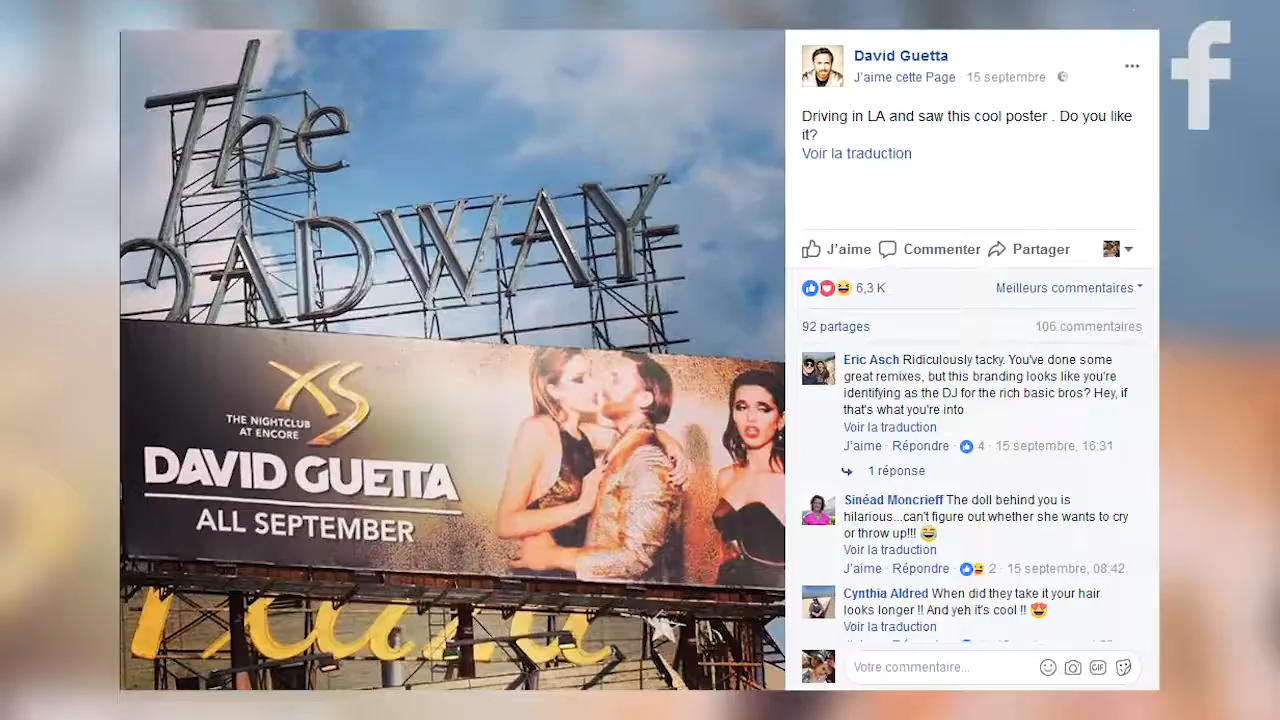 The
ADWAY
XS
THE NIGHTCLUB
AT ENCORE
DAVID GUETTA
ALL SEPTEMBER
David Guetta
J'aime cette Page · 15 septembre
Driving in LA and saw this cool poster . Do you like
it?
Voir la traduction
J'aime Commenter Partager
6,3 K Meilleurs commentaires
92 partages 106 commentaires
Eric Asch Ridiculously tacky. You've done some
great remixes, but this branding looks like you're
identifying as the DJ for the rich basic bros? Hey, if
that's what you're into
Voir la traduction
J'aime · Répondre · 4 · 15 septembre, 16:31
1 réponse
Sinéad Moncrieff The doll behind you is
hilarious...can't figure out whether she wants to cry
or throw up!!! 😂
Voir la traduction
J'aime · Répondre · 2 · 15 septembre, 08:42
Cynthia Aldred When did they take it your hair
looks longer !! And yeh it's cool !! 😍
Voir la traduction
Votre commentaire...
GIF